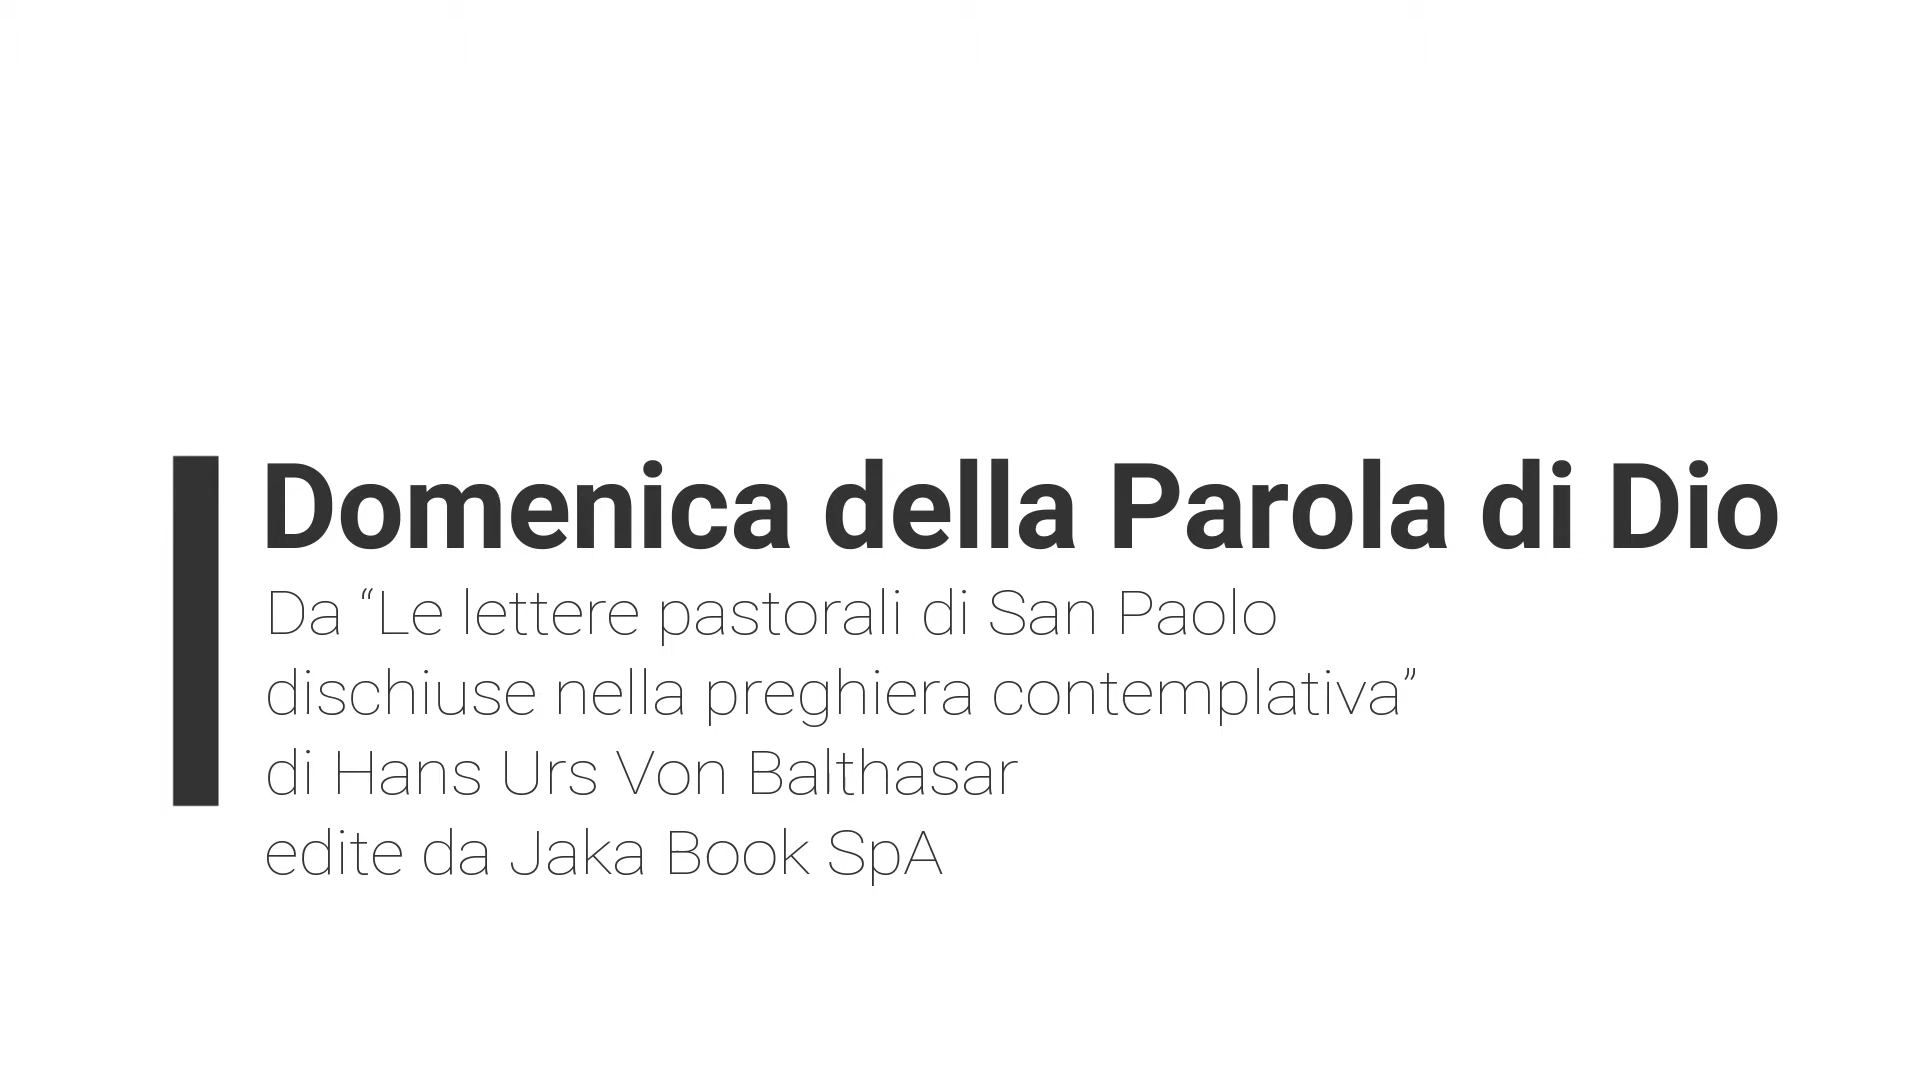 Domenica della Parola di Dio
Da “Le lettere pastorali di San Paolo
dischiuse nella preghiera contemplativa”
di Hans Urs Von Balthasar
edite da Jaka Book SpA